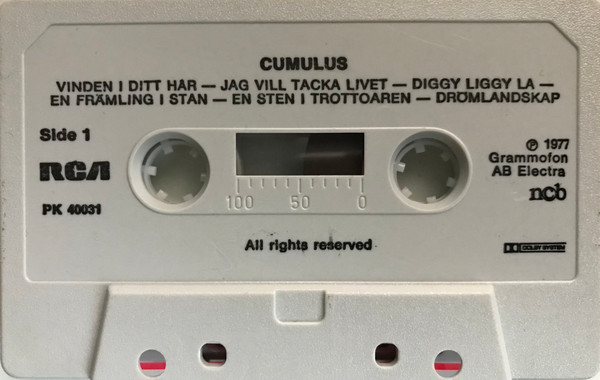 CUMULUS
VINDEN I DITT HÅR — JAG VILL TACKA LIVET — DIGGY LIGGY LA —
EN FRÄMLING I STAN — EN STEN I TROTTOAREN — DRÖMLANDSKAP
Side 1
℗ 1977
Grammofon
AB Electra
RCA
ncb
PK 40031
100 50 0
All rights reserved
DOLBY SYSTEM